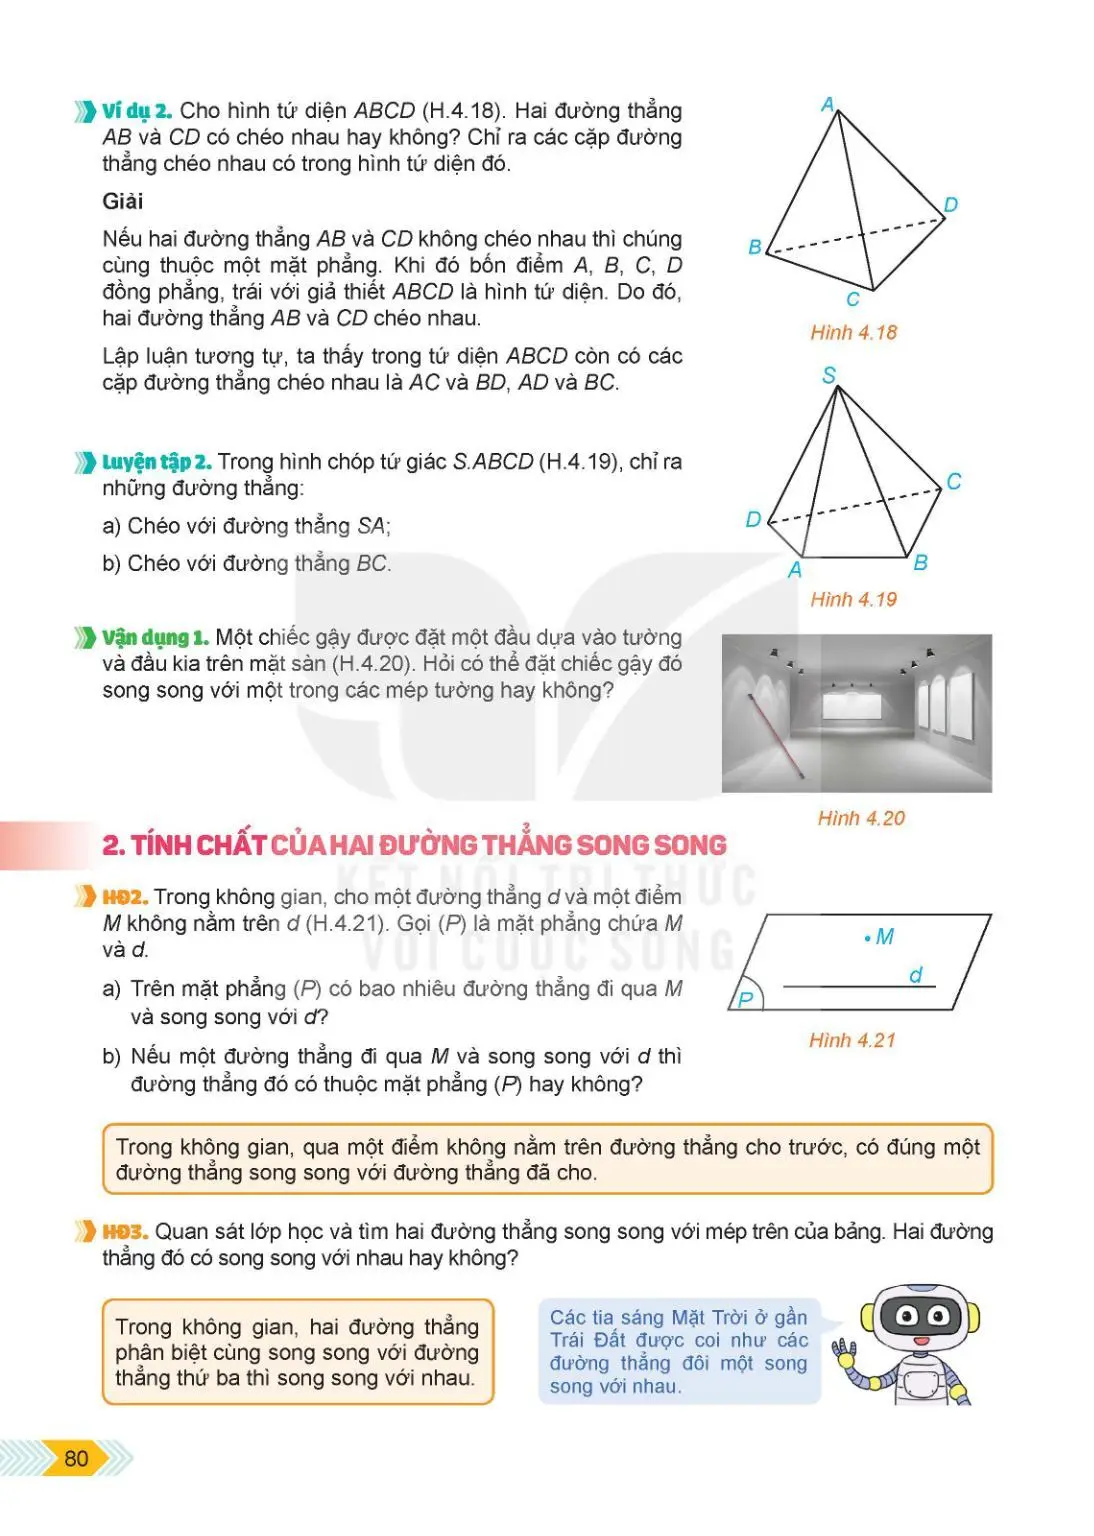 Ví dụ 2. Cho hình tứ diện ABCD (H.4.18). Hai đường thẳng
AB và CD có chéo nhau hay không? Chỉ ra các cặp đường
thẳng chéo nhau có trong hình tứ diện đó.
Giải
Nếu hai đường thẳng AB và CD không chéo nhau thì chúng
cùng thuộc một mặt phẳng. Khi đó bốn điểm A, B, C, D
đồng phẳng, trái với giả thiết ABCD là hình tứ diện. Do đó,
hai đường thẳng AB và CD chéo nhau.
Lập luận tương tự, ta thấy trong tứ diện ABCD còn có các
cặp đường thẳng chéo nhau là AC và BD, AD và BC.
A
D
B
C
Hình 4.18
Luyện tập 2. Trong hình chóp tứ giác S.ABCD (H.4.19), chỉ ra
những đường thẳng:
a) Chéo với đường thẳng SA;
b) Chéo với đường thẳng BC.
S
C
D
A
B
Hình 4.19
Vận dụng 1. Một chiếc gậy được đặt một đầu dựa vào tường
và đầu kia trên mặt sàn (H.4.20). Hỏi có thể đặt chiếc gậy đó
song song với một trong các mép tường hay không?
Hình 4.20
2. TÍNH CHẤT CỦA HAI ĐƯỜNG THẲNG SONG SONG
KẾT NỐI TRI THỨC
VỚI CUỘC SỐNG
HĐ2. Trong không gian, cho một đường thẳng d và một điểm
M không nằm trên d (H.4.21). Gọi (P) là mặt phẳng chứa M
và d.
a) Trên mặt phẳng (P) có bao nhiêu đường thẳng đi qua M
và song song với d?
b) Nếu một đường thẳng đi qua M và song song với d thì
đường thẳng đó có thuộc mặt phẳng (P) hay không?
M
d
P
Hình 4.21
Trong không gian, qua một điểm không nằm trên đường thẳng cho trước, có đúng một
đường thẳng song song với đường thẳng đã cho.
HĐ3. Quan sát lớp học và tìm hai đường thẳng song song với mép trên của bảng. Hai đường
thẳng đó có song song với nhau hay không?
Trong không gian, hai đường thẳng
phân biệt cùng song song với đường
thẳng thứ ba thì song song với nhau.
Các tia sáng Mặt Trời ở gần
Trái Đất được coi như các
đường thẳng đôi một song
song với nhau.
80